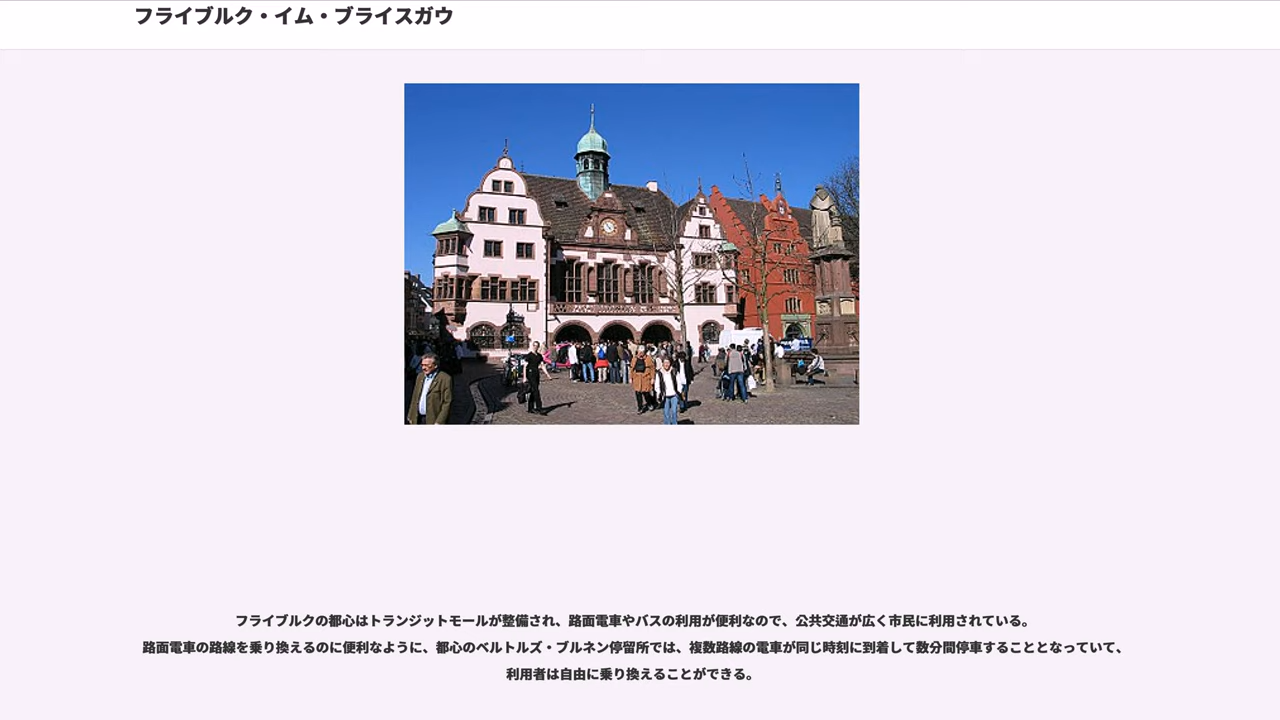 フライブルク・イム・ブライスガウ
フライブルクの都心はトランジットモールが整備され、路面電車やバスの利用が便利なので、公共交通が広く市民に利用されている。
路面電車の路線を乗り換えるのに便利なように、都心のベルトルズ・ブルネン停留所では、複数路線の電車が同じ時刻に到着して数分間停車することとなっていて、
利用者は自由に乗り換えることができる。